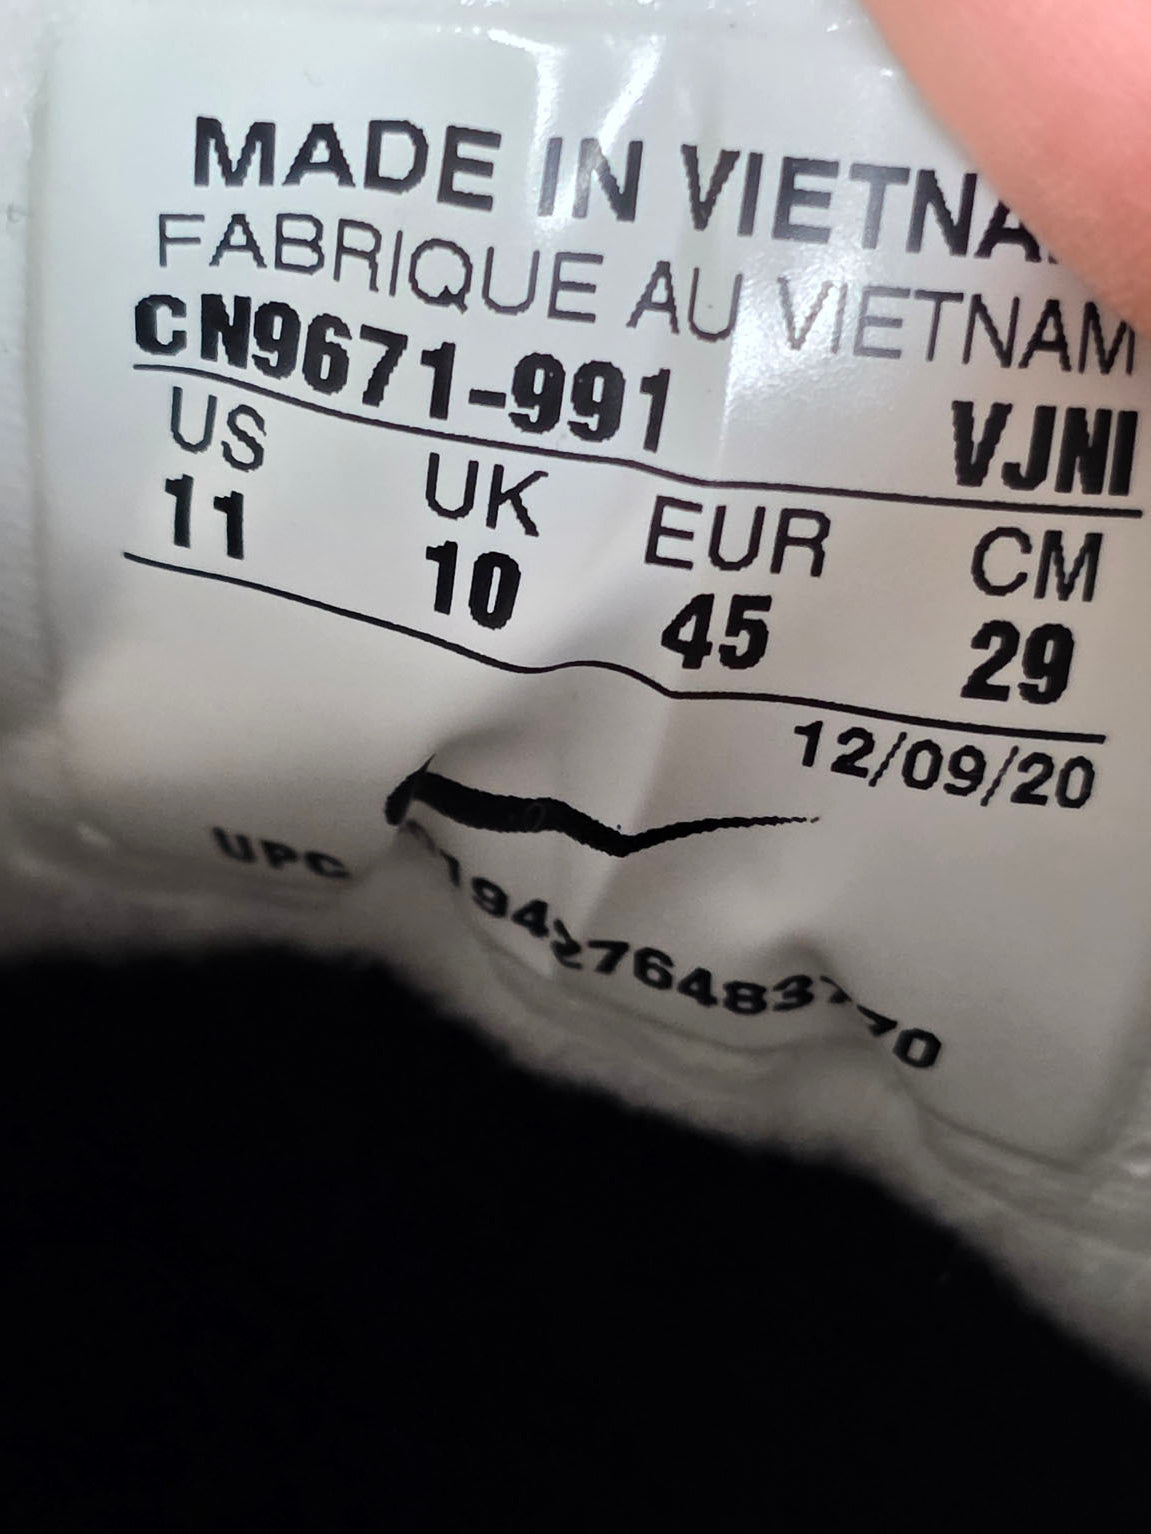 MADE IN VIETNA
FABRIQUE AU VIETNAM
CN9671-991 VJNI
US UK EUR CM
11 10 45 29
12/09/20
UPC